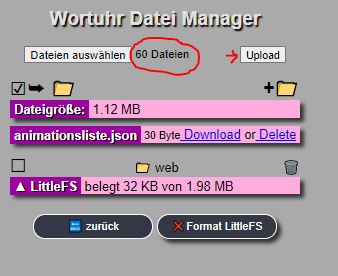 Wortuhr Datei Manager
Dateien auswählen 60 Dateien Upload
Dateigröße: 1.12 MB
animationsliste.json 30 Byte Download or Delete
web
▲ LittleFS belegt 32 KB von 1.98 MB
BACK zurück ❌ Format LittleFS